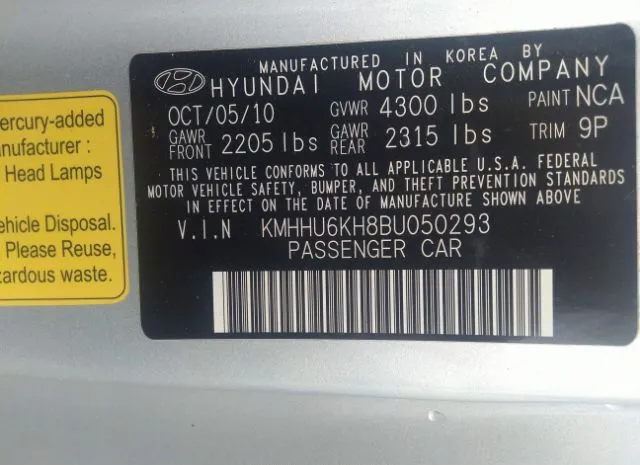 ercury-added
anufacturer :
Head Lamps
ehicle Disposal.
Please Reuse,
zardous waste.
MANUFACTURED IN KOREA BY
HYUNDAI MOTOR COMPANY
OCT/05/10 GVWR 4300 lbs PAINT NCA
GAWR FRONT 2205 lbs GAWR REAR 2315 lbs TRIM 9P
THIS VEHICLE CONFORMS TO ALL APPLICABLE U.S.A. FEDERAL
MOTOR VEHICLE SAFETY, BUMPER, AND THEFT PREVENTION STANDARDS
IN EFFECT ON THE DATE OF MANUFACTURE SHOWN ABOVE
V.I.N KMHHU6KH8BU050293
PASSENGER CAR